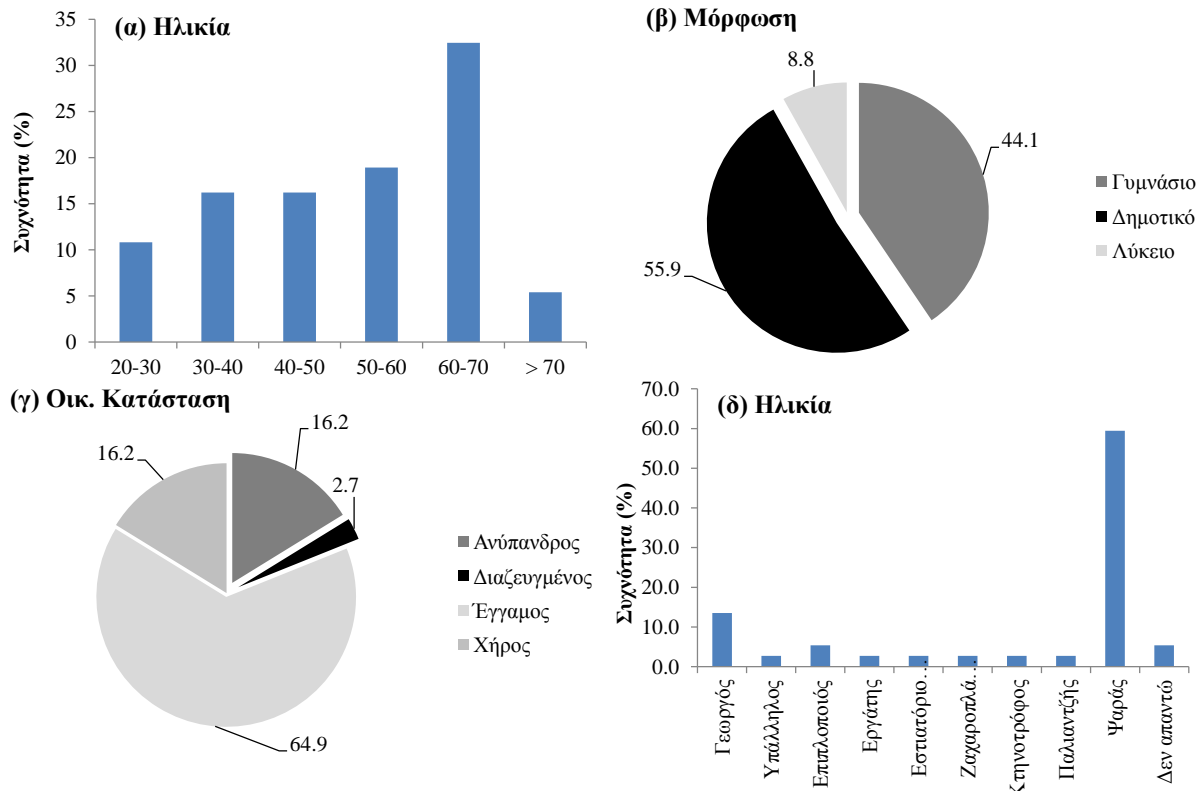 (α) Ηλικία
Συχνότητα (%)
35
30
25
20
15
10
5
0
20-30 30-40 40-50 50-60 60-70 > 70
(β) Μόρφωση
8.8
44.1
55.9
Γυμνάσιο
Δημοτικό
Λύκειο
(γ) Οικ. Κατάσταση
16.2
16.2
2.7
64.9
Ανύπανδρος
Διαζευγμένος
Έγγαμος
Χήρος
(δ) Ηλικία
Συχνότητα (%)
70.0
60.0
50.0
40.0
30.0
20.0
10.0
0.0
Γεωργός
Υπάλληλος
Επιπλοποιός
Εργάτης
Εστιατόριο…
Ζαχαροπλά…
Κτηνοτρόφος
Παλιαντζής
Ψαράς
Δεν απαντώ